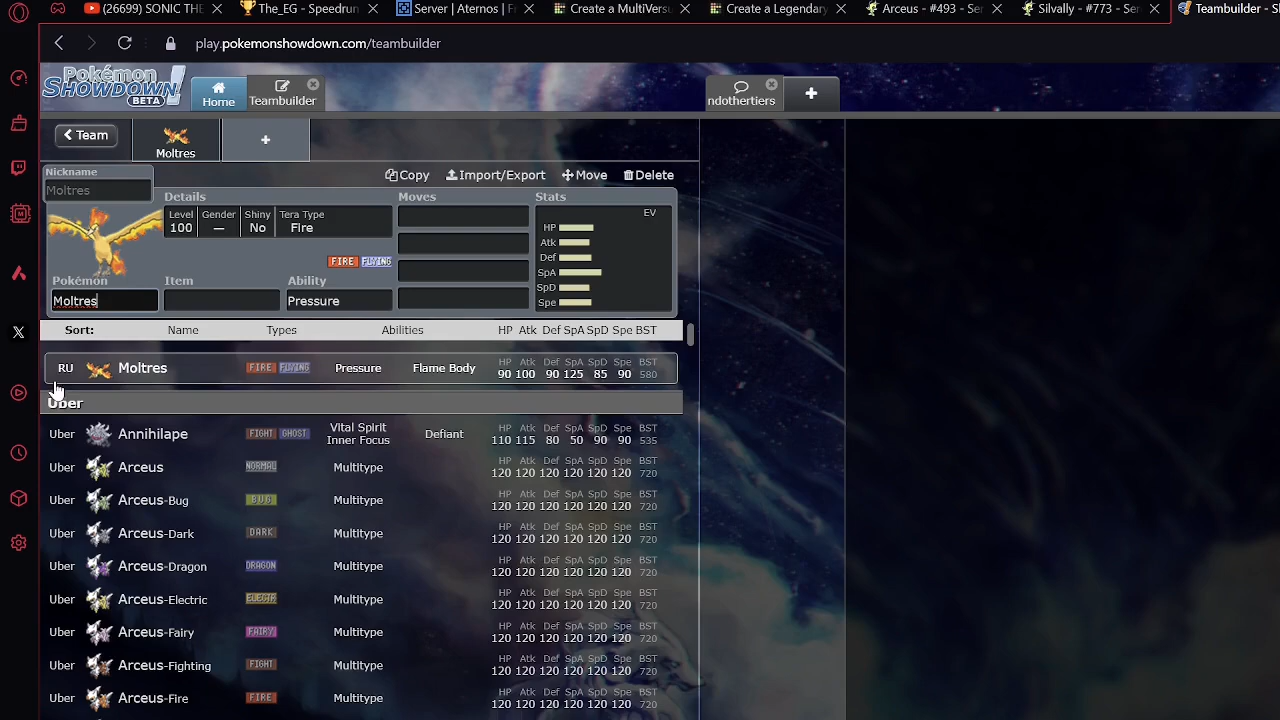 (26699) SONIC THE
The_EG - Speedrun
Server | Aternos | F
Create a MultiVersu
Create a Legendary
Arceus - #493 - Ser
Silvally - #773 - Ser
Teambuilder - S
play.pokemonshowdown.com/teambuilder
Pokémon
SHOWDOWN!
BETA
Home
Teambuilder
ndothertiers
Team
Moltres
Nickname
Moltres
Copy Import/Export Move Delete
Details
Moves
Stats
Level Gender Shiny Tera Type
100 — No Fire
EV
HP
Atk
Def
SpA
SpD
Spe
FIRE FLYING
Pokémon Item Ability
Moltres Pressure
Sort: Name Types Abilities HP Atk Def SpA SpD Spe BST
RU Moltres FIRE FLYING Pressure Flame Body HP 90 Atk 100 Def 90 SpA 125 SpD 85 Spe 90 BST 580
Uber
Uber Annihilape FIGHT GHOST Vital Spirit Inner Focus Defiant HP 110 Atk 115 Def 80 SpA 50 SpD 90 Spe 90 BST 535
Uber Arceus NORMAL Multitype HP 120 Atk 120 Def 120 SpA 120 SpD 120 Spe 120 BST 720
Uber Arceus-Bug BUG Multitype HP 120 Atk 120 Def 120 SpA 120 SpD 120 Spe 120 BST 720
Uber Arceus-Dark DARK Multitype HP 120 Atk 120 Def 120 SpA 120 SpD 120 Spe 120 BST 720
Uber Arceus-Dragon DRAGON Multitype HP 120 Atk 120 Def 120 SpA 120 SpD 120 Spe 120 BST 720
Uber Arceus-Electric ELECTR Multitype HP 120 Atk 120 Def 120 SpA 120 SpD 120 Spe 120 BST 720
Uber Arceus-Fairy FAIRY Multitype HP 120 Atk 120 Def 120 SpA 120 SpD 120 Spe 120 BST 720
Uber Arceus-Fighting FIGHT Multitype HP 120 Atk 120 Def 120 SpA 120 SpD 120 Spe 120 BST 720
Uber Arceus-Fire FIRE Multitype HP 120 Atk 120 Def 120 SpA 120 SpD 120 Spe 120 BST 720